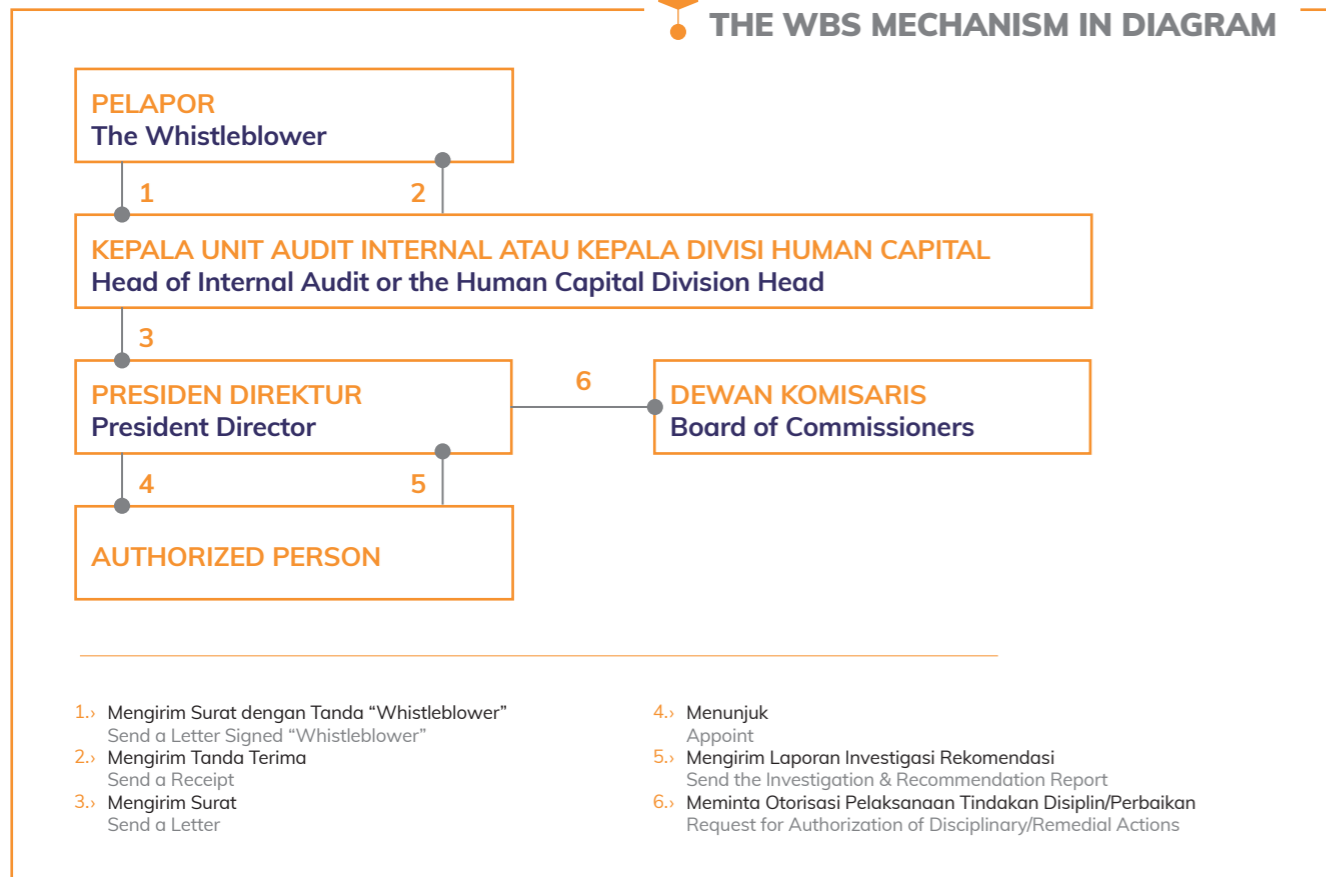 THE WBS MECHANISM IN DIAGRAM
PELAPOR
The Whistleblower
1
2
KEPALA UNIT AUDIT INTERNAL ATAU KEPALA DIVISI HUMAN CAPITAL
Head of Internal Audit or the Human Capital Division Head
3
PRESIDEN DIREKTUR
President Director
6
DEWAN KOMISARIS
Board of Commissioners
4
5
AUTHORIZED PERSON
1.› Mengirim Surat dengan Tanda “Whistleblower”
Send a Letter Signed “Whistleblower”
2.› Mengirim Tanda Terima
Send a Receipt
3.› Mengirim Surat
Send a Letter
4.› Menunjuk
Appoint
5.› Mengirim Laporan Investigasi Rekomendasi
Send the Investigation & Recommendation Report
6.› Meminta Otorisasi Pelaksanaan Tindakan Disiplin/Perbaikan
Request for Authorization of Disciplinary/Remedial Actions